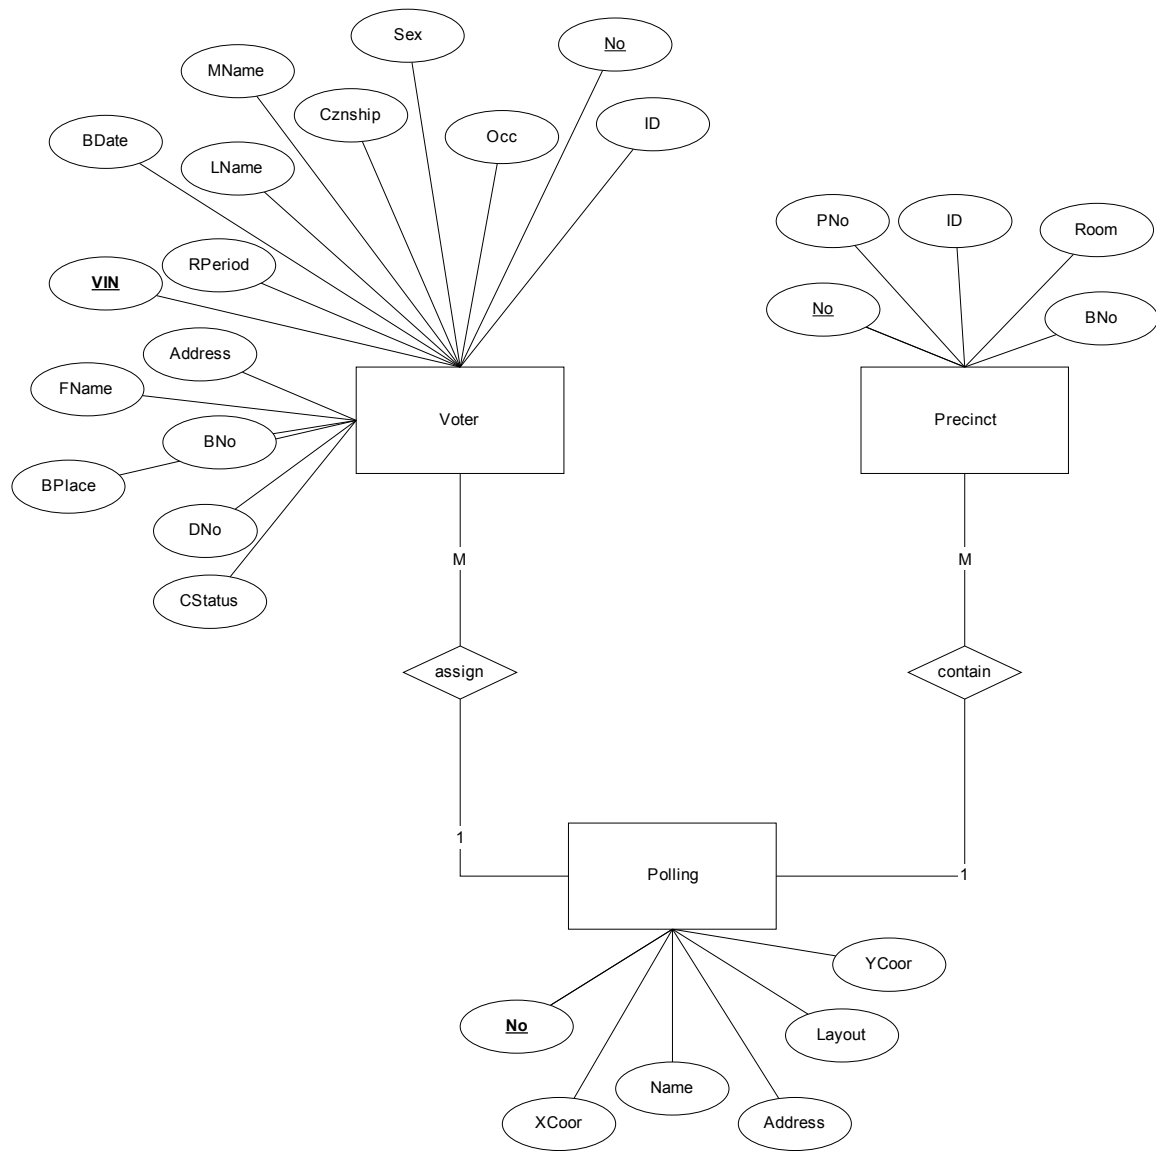 Sex
No
MName
Cznship
ID
BDate
Occ
LName
PNo
ID
Room
RPeriod
VIN
No
BNo
Address
FName
Voter
Precinct
BNo
BPlace
DNo
M
M
CStatus
assign
contain
1
Polling
1
YCoor
No
Layout
Name
XCoor
Address